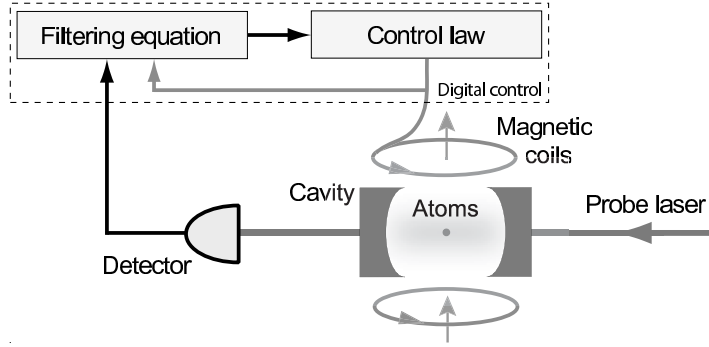 Filtering equation
Control law
Digital control
Magnetic
coils
Cavity
Atoms
Probe laser
Detector